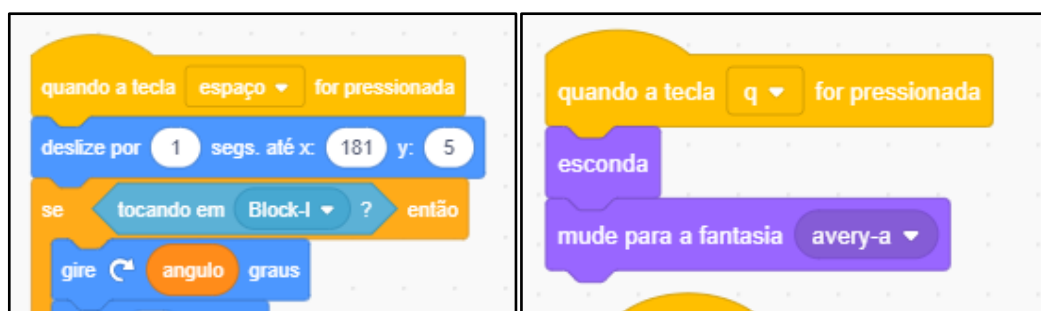 quando a tecla espaço for pressionada
deslize por 1 segs. até x: 181 y: 5
se tocando em Block-I ? então
gire angulo graus
quando a tecla q for pressionada
esconda
mude para a fantasia avery-a